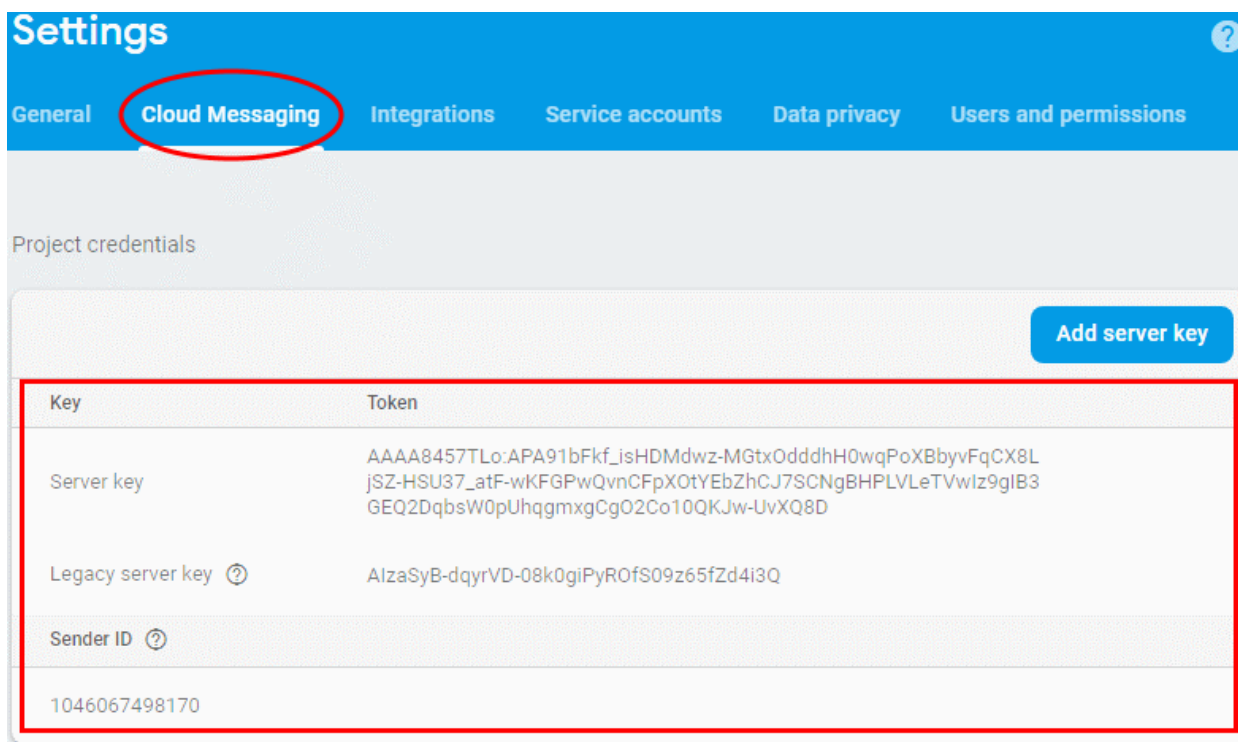 Settings
General Cloud Messaging Integrations Service accounts Data privacy Users and permissions
Project credentials
Add server key
Key Token
Server key
AAAA8457TLo:APA91bFkf_isHDMdwz-MGtxOdddhH0wqPoXBbyvFqCX8L
jSZ-HSU37_atF-wKFGPwQvnCFpXOtYEbZhCJ7SCNgBHPLVLeTVwIz9gIB3
GEQ2DqbsW0pUhqgmxgCgO2Co10QKJw-UvXQ8D
Legacy server key ? AIzaSyB-dqyrVD-08k0giPyROfS09z65fZd4i3Q
Sender ID ?
1046067498170